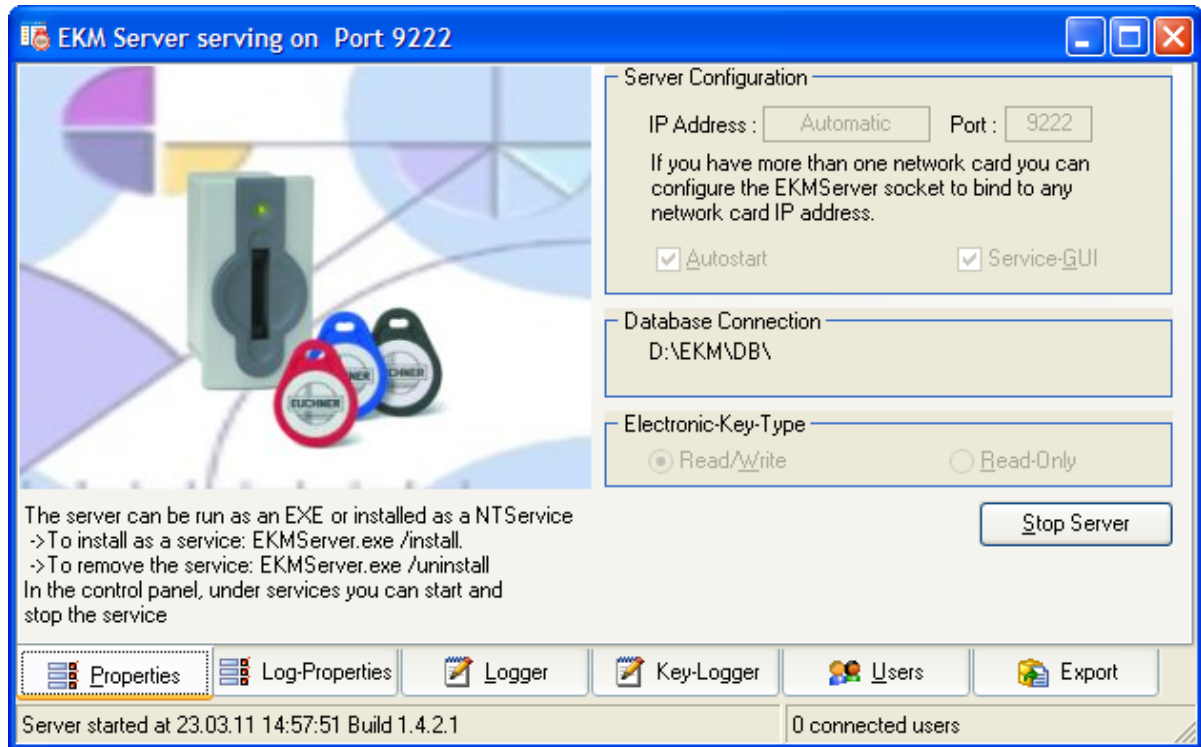 EKM Server serving on Port 9222
Server Configuration
IP Address : Automatic Port : 9222
If you have more than one network card you can
configure the EKMServer socket to bind to any
network card IP address.
Autostart Service-GUI
Database Connection
D:\EKM\DB\
EUCHNER
Electronic-Key-Type
Read/Write Read-Only
The server can be run as an EXE or installed as a NTService
->To install as a service: EKMServer.exe /install.
->To remove the service: EKMServer.exe /uninstall
In the control panel, under services you can start and
stop the service
Stop Server
Properties Log-Properties Logger Key-Logger Users Export
Server started at 23.03.11 14:57:51 Build 1.4.2.1 0 connected users